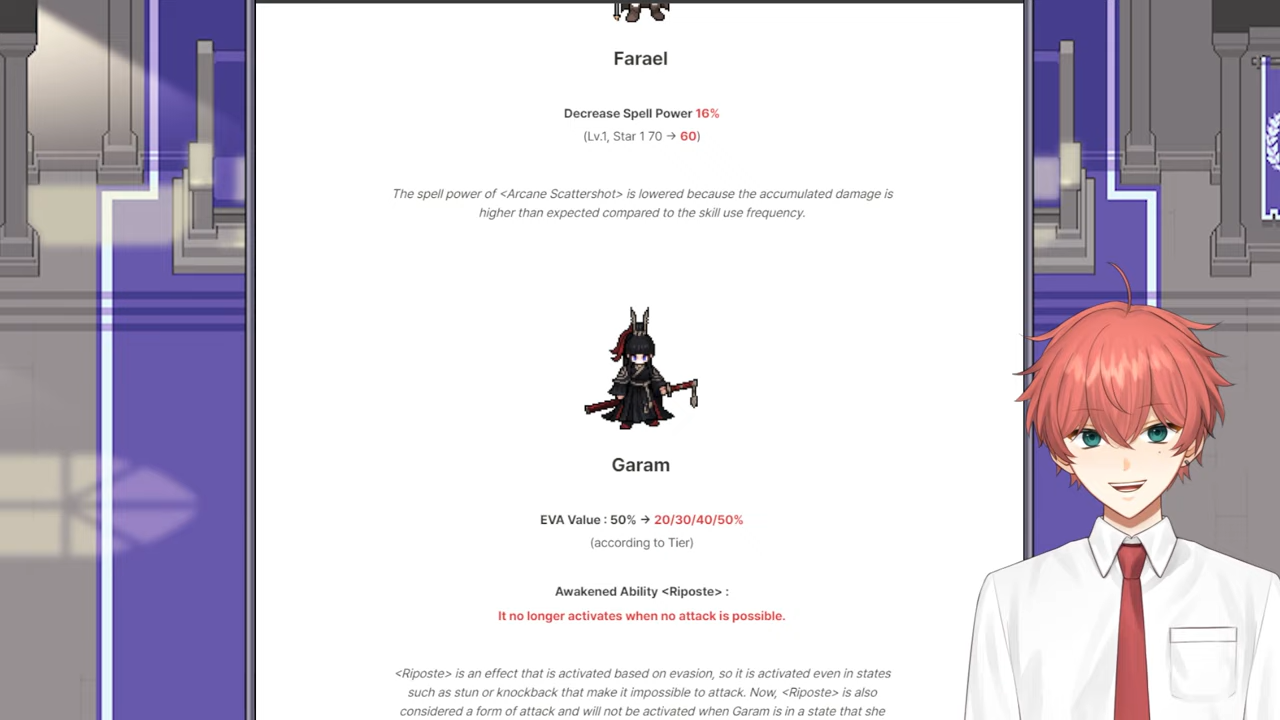 Farael
Decrease Spell Power 16%
(Lv.1, Star 1 70 → 60)
The spell power of <Arcane Scattershot> is lowered because the accumulated damage is
higher than expected compared to the skill use frequency.
Garam
EVA Value : 50% → 20/30/40/50%
(according to Tier)
Awakened Ability <Riposte> :
It no longer activates when no attack is possible.
<Riposte> is an effect that is activated based on evasion, so it is activated even in states
such as stun or knockback that make it impossible to attack. Now, <Riposte> is also
considered a form of attack and will not be activated when Garam is in a state that she